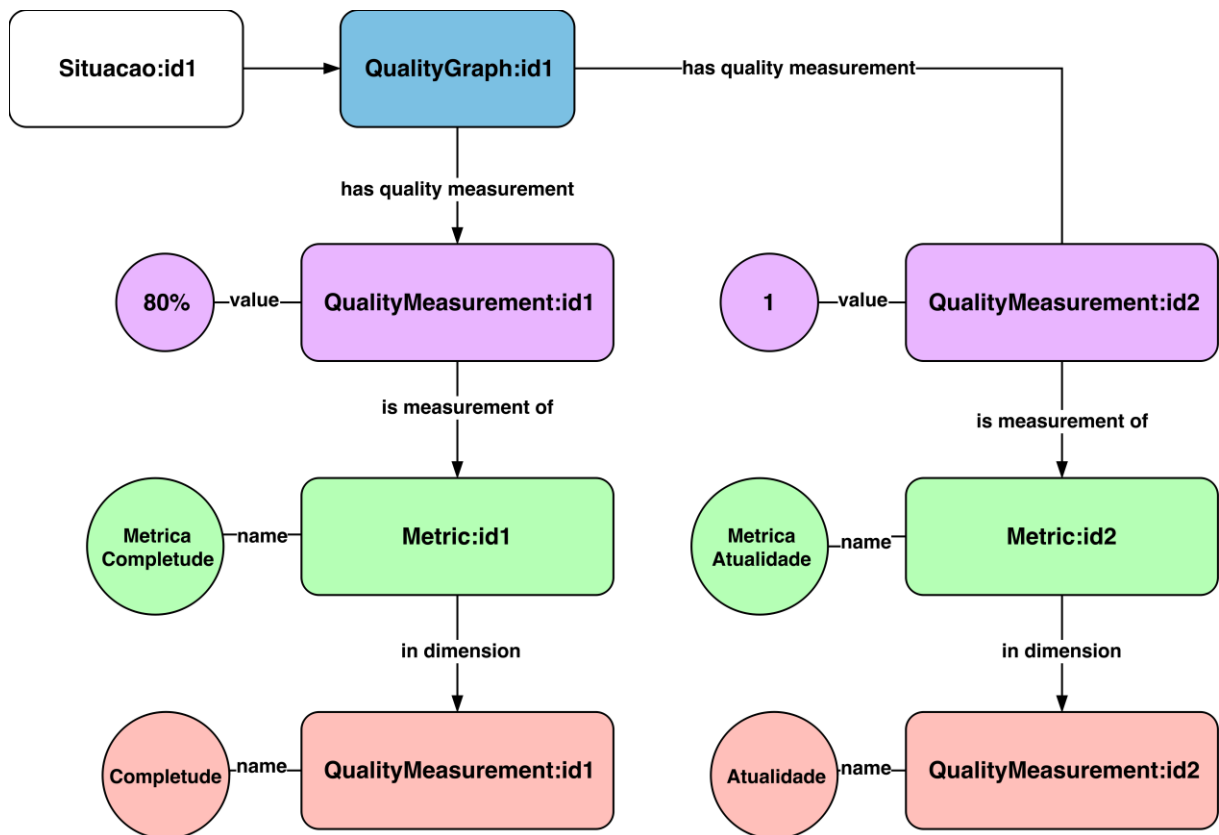 Situacao:id1
QualityGraph:id1
has quality measurement
has quality measurement
80%
value
QualityMeasurement:id1
1
value
QualityMeasurement:id2
is measurement of
is measurement of
Metrica
Completude
name
Metric:id1
Metrica
Atualidade
name
Metric:id2
in dimension
in dimension
Completude
name
QualityMeasurement:id1
Atualidade
name
QualityMeasurement:id2